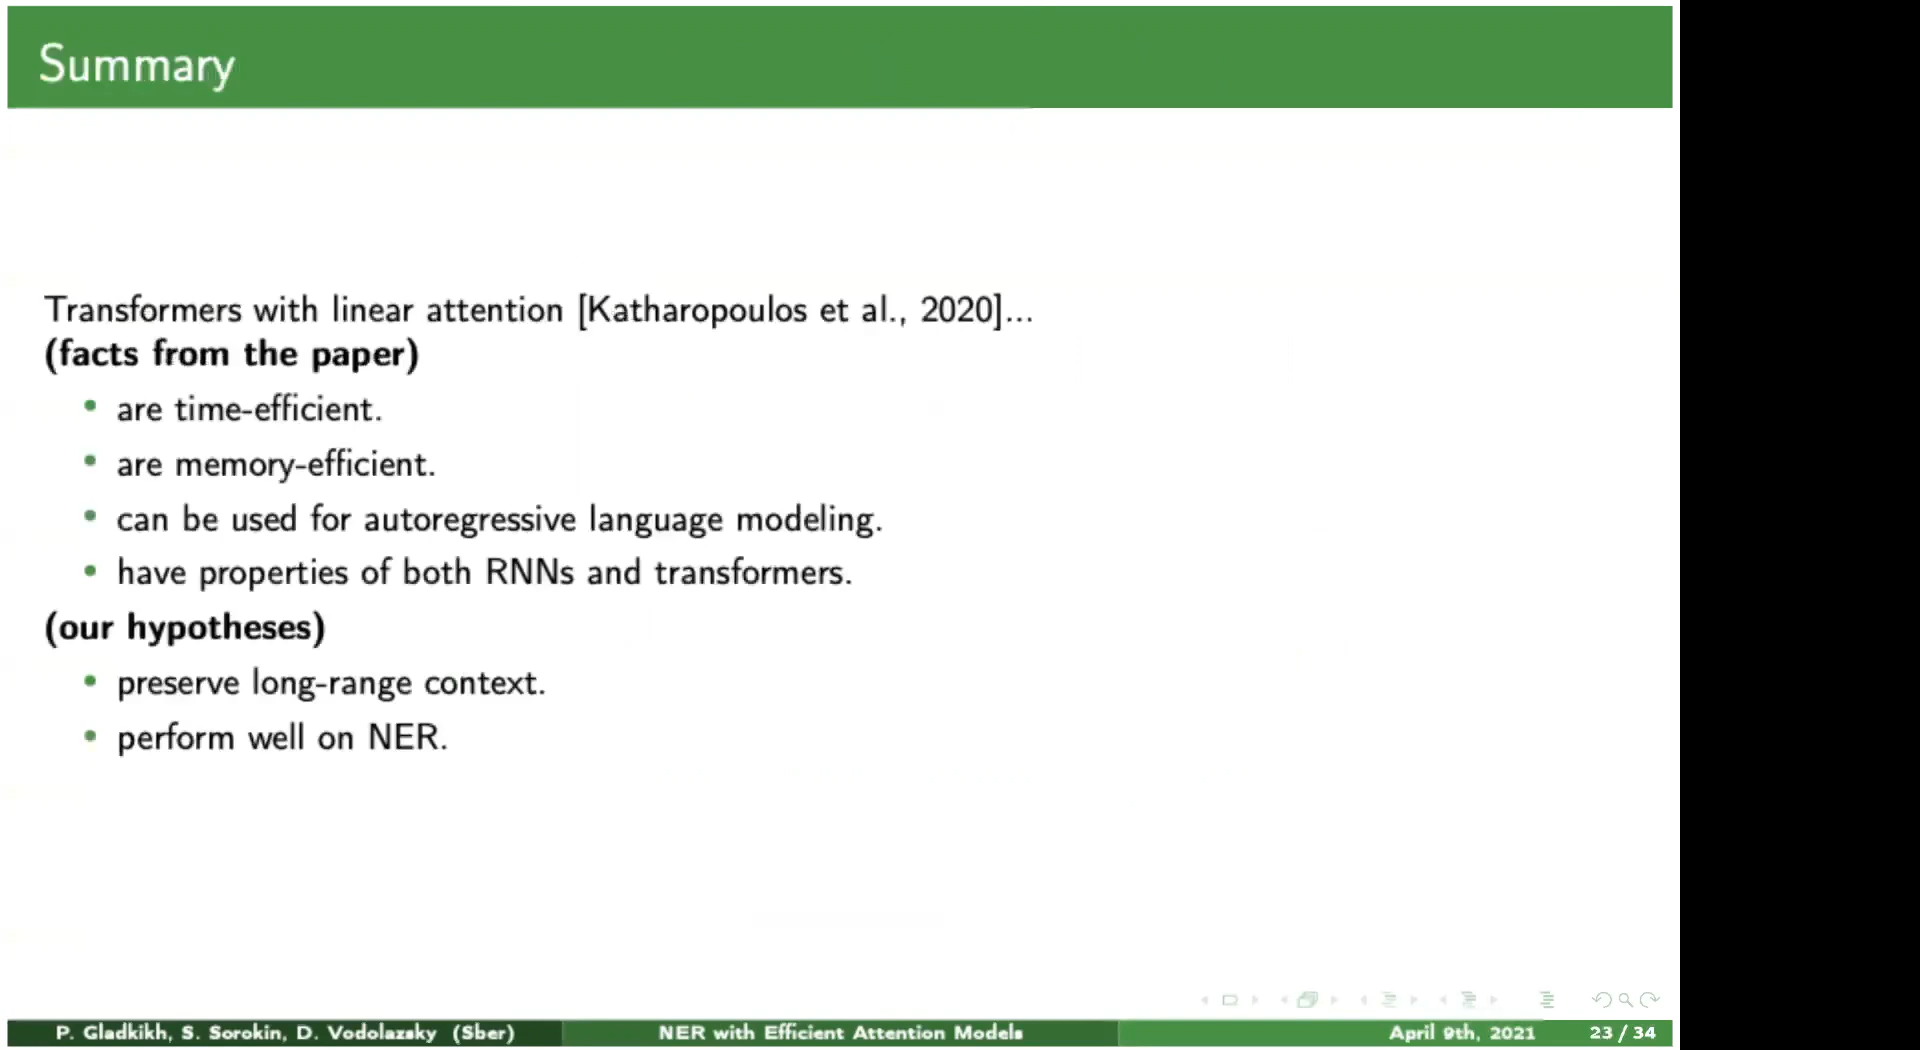 Summary
Transformers with linear attention [Katharopoulos et al., 2020]...
(facts from the paper)
• are time-efficient.
• are memory-efficient.
• can be used for autoregressive language modeling.
• have properties of both RNNs and transformers.
(our hypotheses)
• preserve long-range context.
• perform well on NER.
P. Gladkikh, S. Sorokin, D. Vodolazsky (Sber) NER with Efficient Attention Models April 9th, 2021 23 / 34